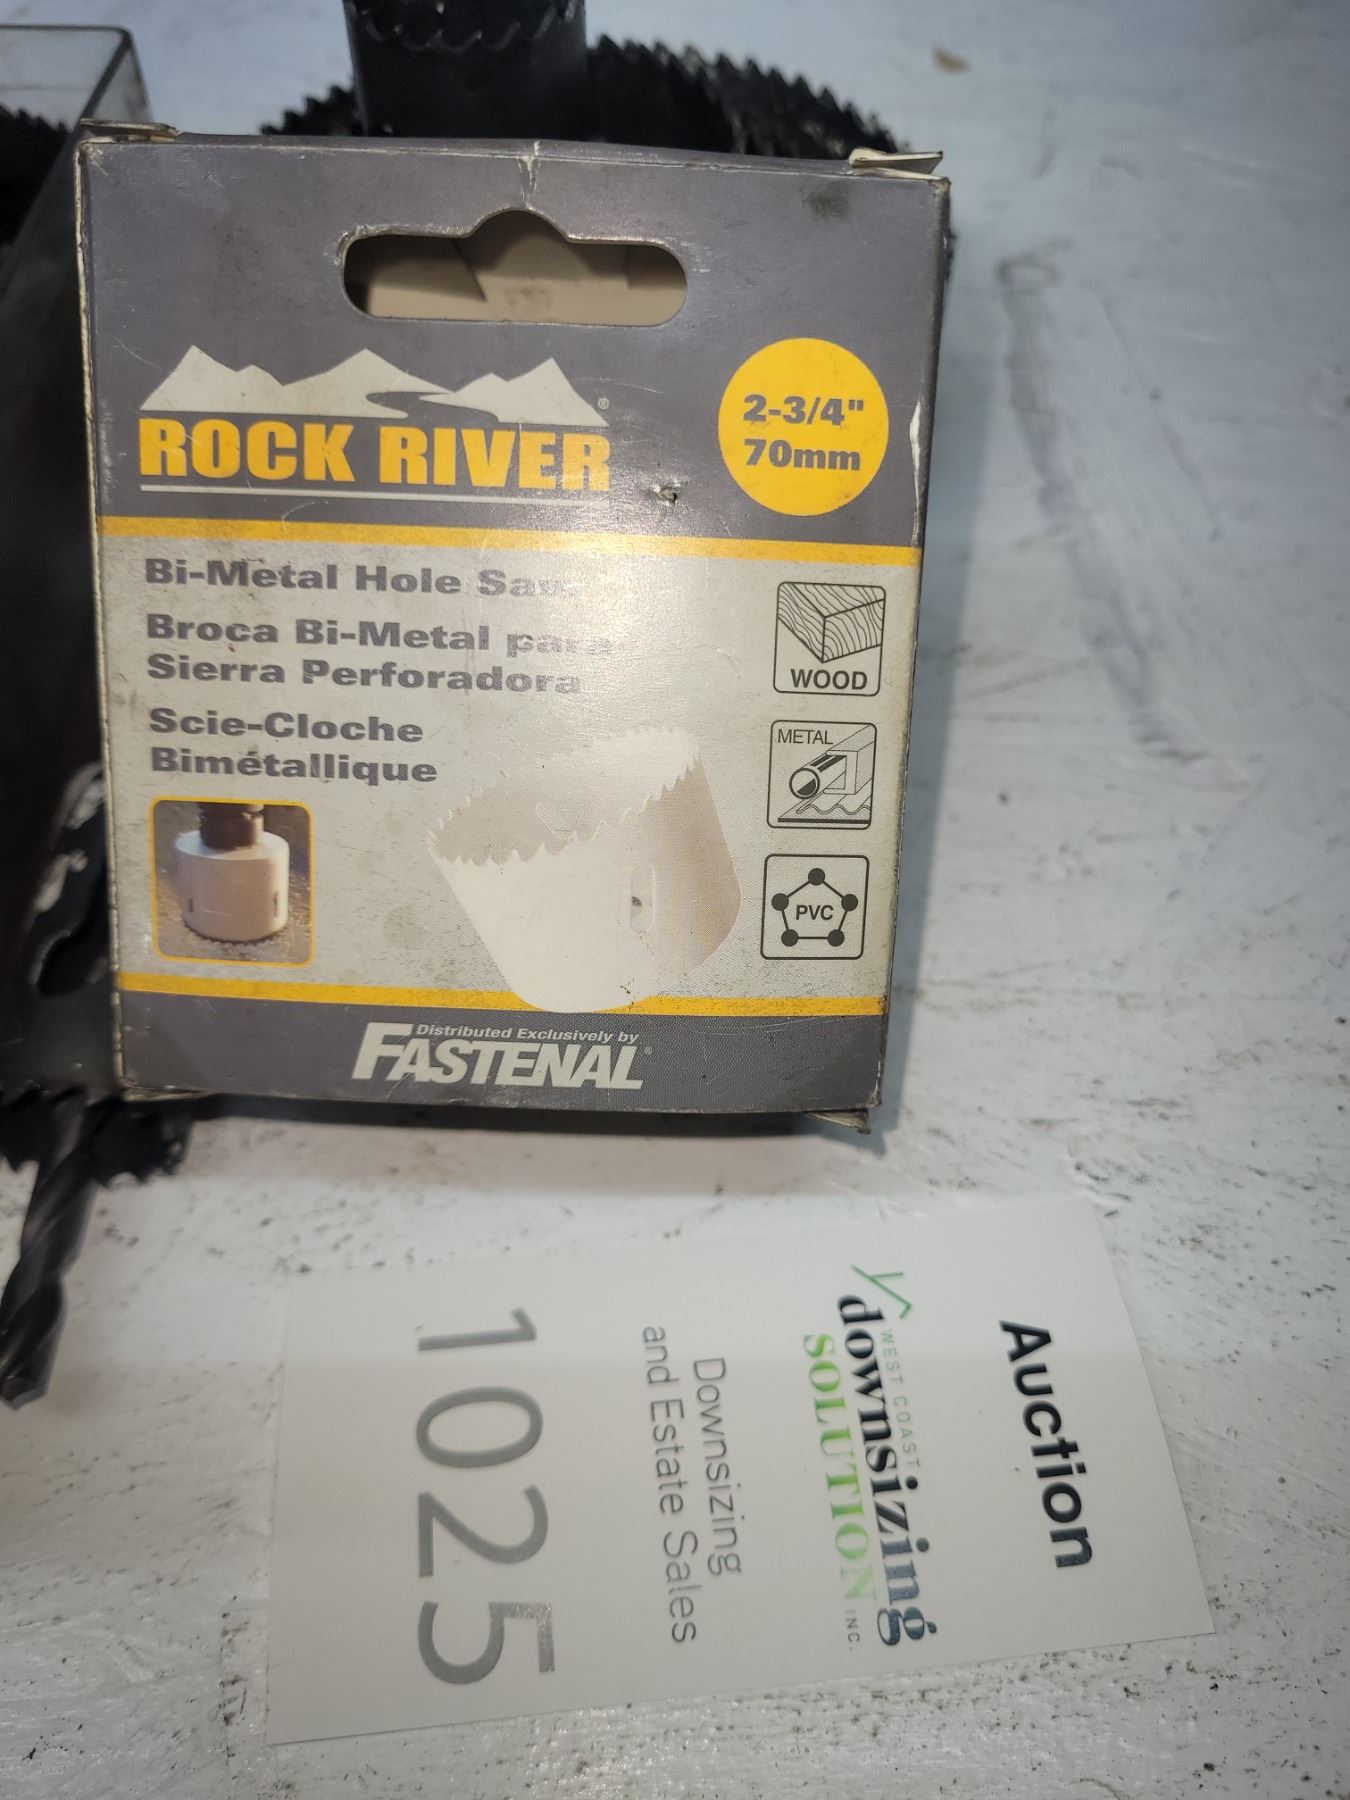 ROCK RIVER®
2-3/4"
70mm
Bi-Metal Hole Saw
Broca Bi-Metal para
Sierra Perforadora
Scie-Cloche
Bimétallique
WOOD
METAL
PVC
Distributed Exclusively by
FASTENAL®
Auction
WEST COAST
downsizing
SOLUTION INC.
Downsizing
and Estate Sales
1025